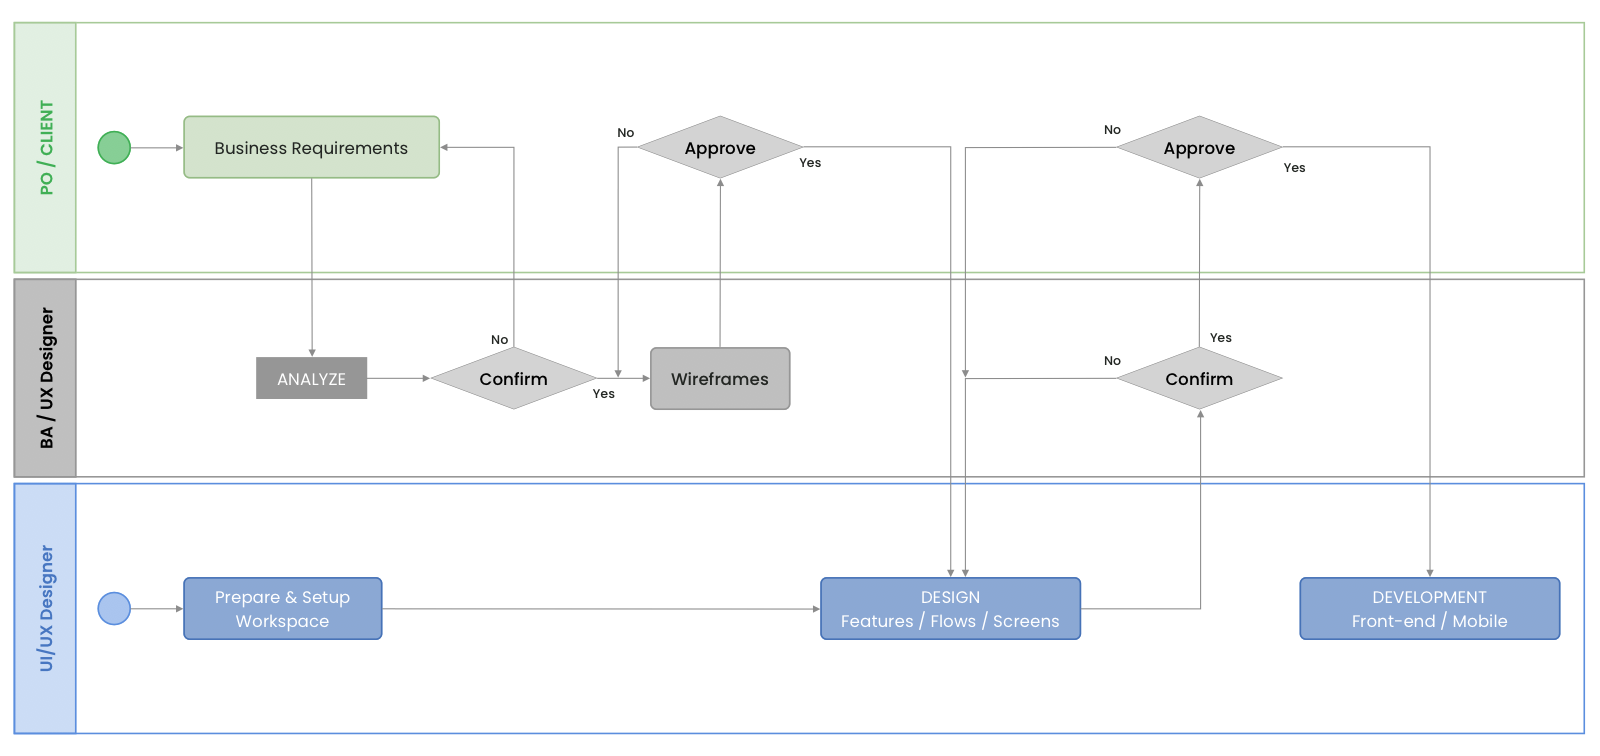 PO / CLIENT
Business Requirements
No
Approve
Yes
No
Approve
Yes
BA / UX Designer
ANALYZE
No
Confirm
Yes
Wireframes
No
Yes
Confirm
UI/UX Designer
Prepare & Setup
Workspace
DESIGN
Features / Flows / Screens
DEVELOPMENT
Front-end / Mobile